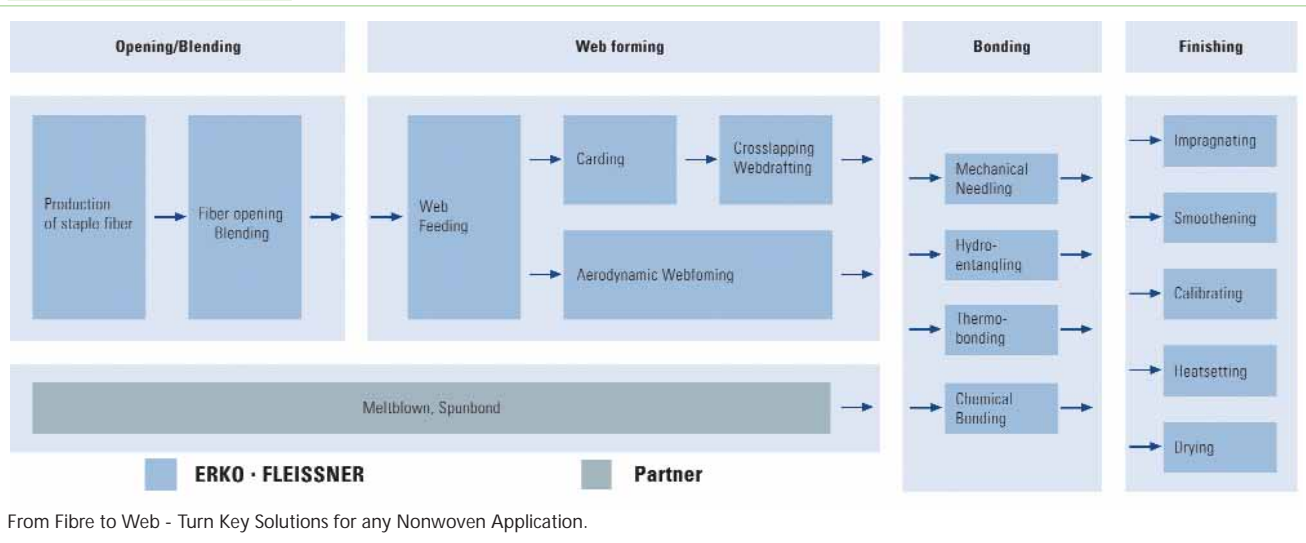 Opening/Blending
Web forming
Bonding
Finishing
Production
of staple fiber
Fiber opening
Blending
Web
Feeding
Carding
Crosslapping
Webdrafting
Aerodynamic Webfoming
Mechanical
Needling
Hydro-
entangling
Thermo-
bonding
Chemical
Bonding
Impragnating
Smoothening
Calibrating
Heatsetting
Drying
Meltblown, Spunbond
ERKO · FLEISSNER
Partner
From Fibre to Web - Turn Key Solutions for any Nonwoven Application.